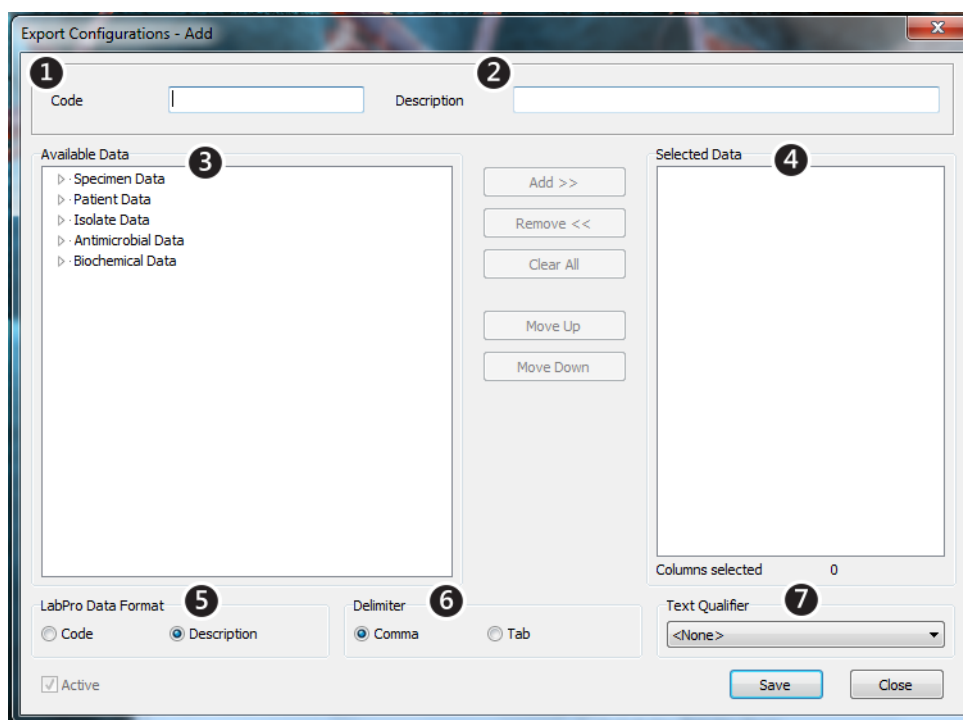 Export Configurations - Add
1
2
Code
Description
Available Data
3
Specimen Data
Patient Data
Isolate Data
Antimicrobial Data
Biochemical Data
Add >>
Remove <<
Clear All
Move Up
Move Down
Selected Data
4
Columns selected 0
LabPro Data Format
5
Code Description
Delimiter
6
Comma Tab
Text Qualifier
7
<None>
Active
Save Close